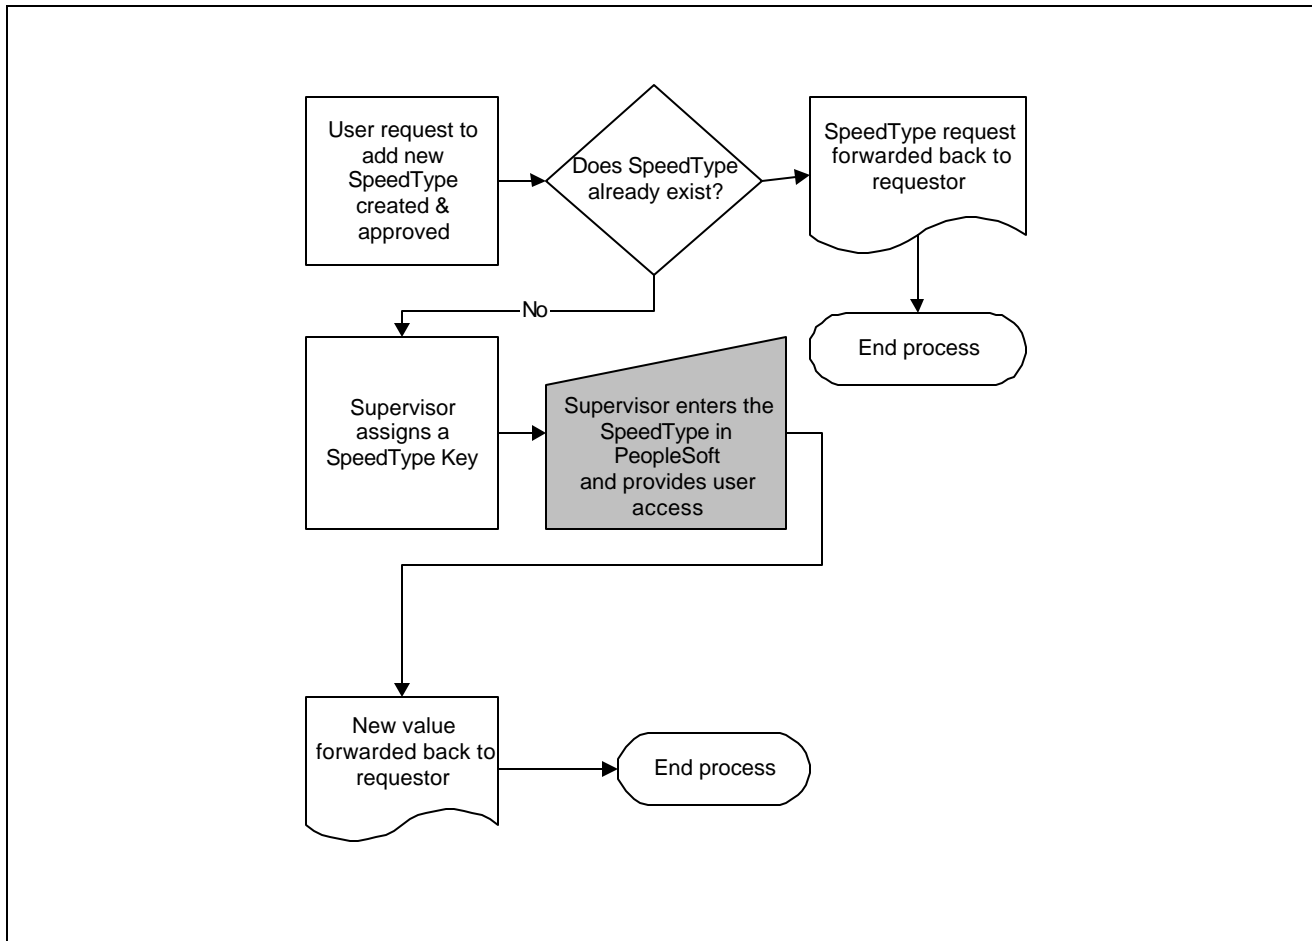 User request to
add new
SpeedType
created &
approved
Does SpeedType
already exist?
SpeedType request
forwarded back to
requestor
No
End process
Supervisor
assigns a
SpeedType Key
Supervisor enters the
SpeedType in
PeopleSoft
and provides user
access
New value
forwarded back to
requestor
End process